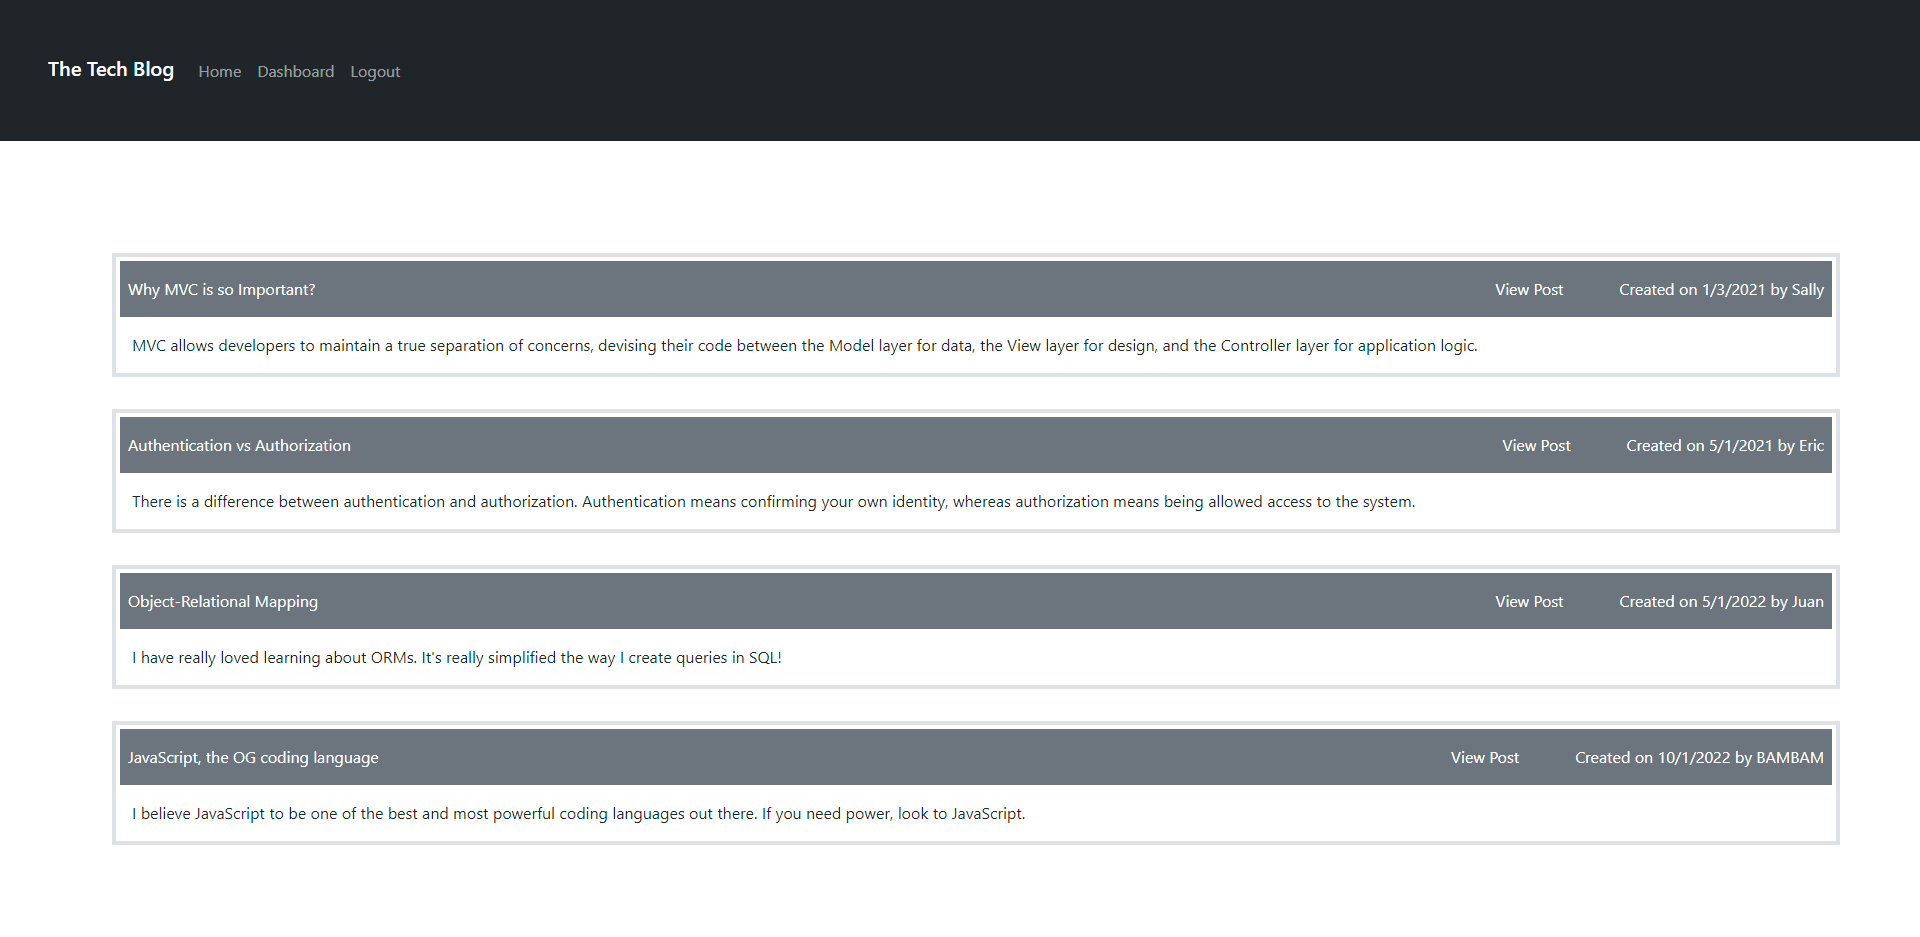 The Tech Blog Home Dashboard Logout
Why MVC is so Important? View Post Created on 1/3/2021 by Sally
MVC allows developers to maintain a true separation of concerns, devising their code between the Model layer for data, the View layer for design, and the Controller layer for application logic.
Authentication vs Authorization View Post Created on 5/1/2021 by Eric
There is a difference between authentication and authorization. Authentication means confirming your own identity, whereas authorization means being allowed access to the system.
Object-Relational Mapping View Post Created on 5/1/2022 by Juan
I have really loved learning about ORMs. It's really simplified the way I create queries in SQL!
JavaScript, the OG coding language View Post Created on 10/1/2022 by BAMBAM
I believe JavaScript to be one of the best and most powerful coding languages out there. If you need power, look to JavaScript.